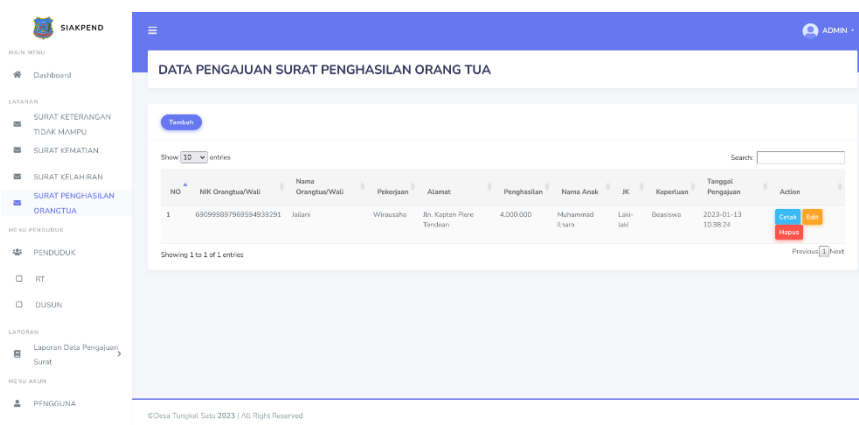 SIAKPEND
ADMIN
MAIN MENU
Dashboard
LAYANAN
SURAT KETERANGAN
TIDAK MAMPU
SURAT KEMATIAN
SURAT KELAHIRAN
SURAT PENGHASILAN
ORANGTUA
MENU PENDUDUK
PENDUDUK
RT
DUSUN
LAPORAN
Laporan Data Pengajuan
Surat
MENU AKUN
PENGGUNA
DATA PENGAJUAN SURAT PENGHASILAN ORANG TUA
Tambah
Show 10 entries
Search:
NO NIK Orangtua/Wali Nama Orangtua/Wali Pekerjaan Alamat Penghasilan Nama Anak JK Keperluan Tanggal Pengajuan Action
1 690999897969594939291 Jailani Wirausaha Jln. Kapten Piere Tendean 4.000.000 Muhammad Ilham Laki-laki Beasiswa 2023-01-13 10:38:24 Cetak Edit Hapus
Showing 1 to 1 of 1 entries
Previous 1 Next
©Desa Tungkal Satu 2023 | All Right Reserved